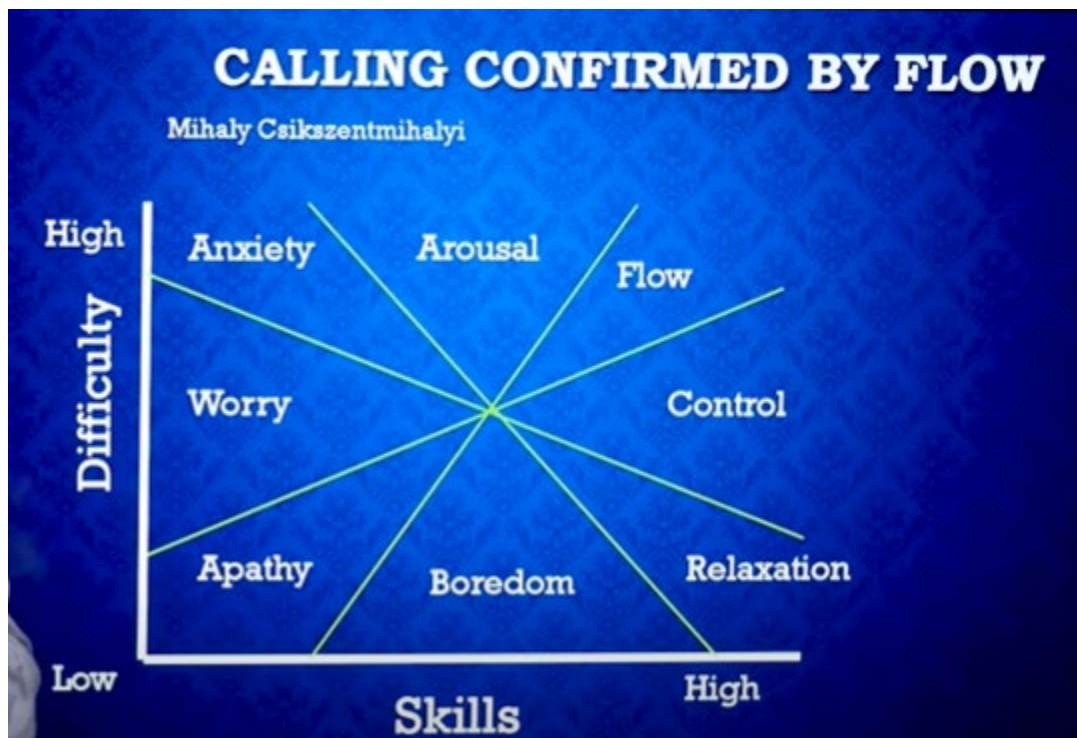 CALLING CONFIRMED BY FLOW
Mihaly Csikszentmihalyi
High
Anxiety
Arousal
Flow
Difficulty
Worry
Control
Apathy
Boredom
Relaxation
Low
High
Skills